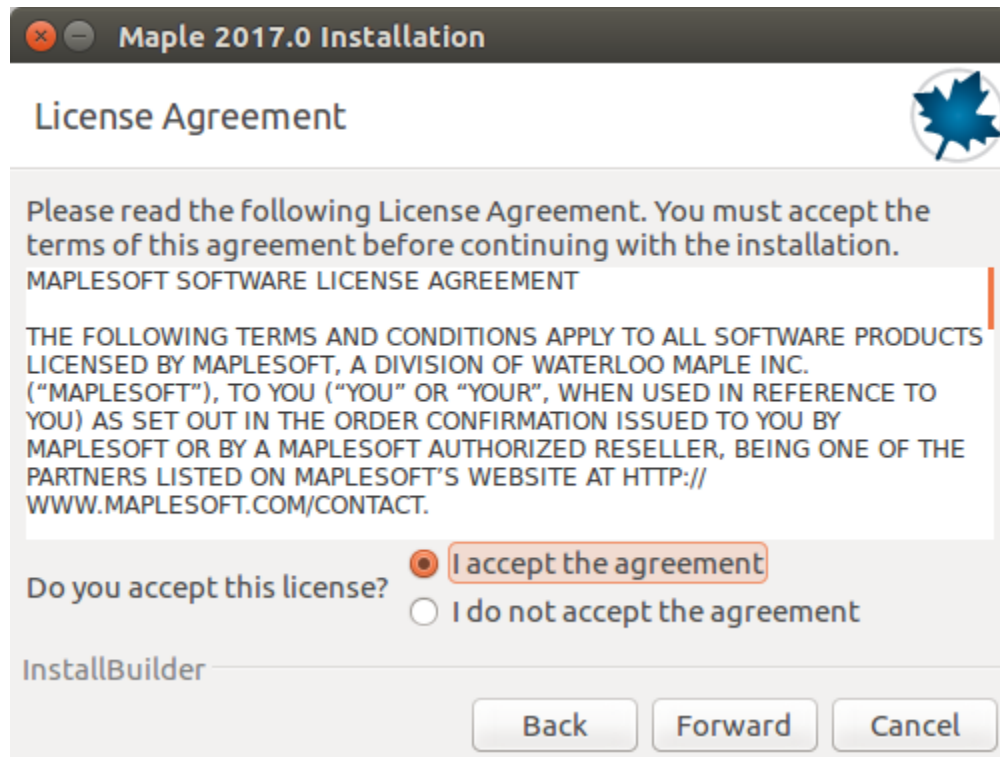 Maple 2017.0 Installation
License Agreement
Please read the following License Agreement. You must accept the
terms of this agreement before continuing with the installation.
MAPLESOFT SOFTWARE LICENSE AGREEMENT
THE FOLLOWING TERMS AND CONDITIONS APPLY TO ALL SOFTWARE PRODUCTS
LICENSED BY MAPLESOFT, A DIVISION OF WATERLOO MAPLE INC.
(“MAPLESOFT”), TO YOU (“YOU” OR “YOUR”, WHEN USED IN REFERENCE TO
YOU) AS SET OUT IN THE ORDER CONFIRMATION ISSUED TO YOU BY
MAPLESOFT OR BY A MAPLESOFT AUTHORIZED RESELLER, BEING ONE OF THE
PARTNERS LISTED ON MAPLESOFT’S WEBSITE AT HTTP://
WWW.MAPLESOFT.COM/CONTACT.
Do you accept this license?
I accept the agreement
I do not accept the agreement
InstallBuilder
Back Forward Cancel